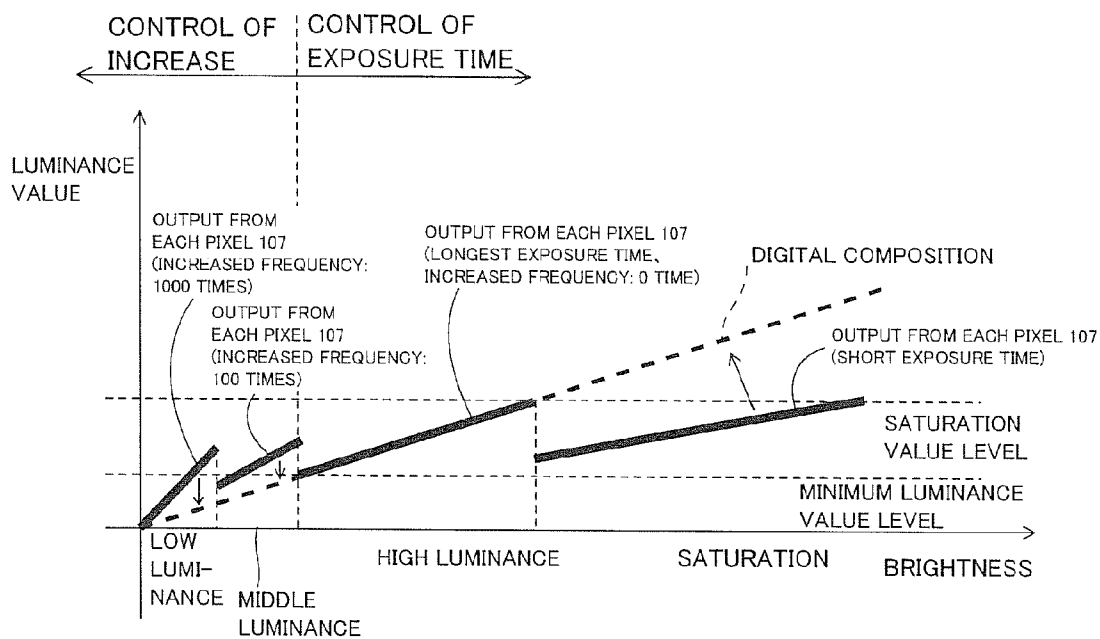 CONTROL OF
INCREASE
CONTROL OF
EXPOSURE TIME
LUMINANCE
VALUE
OUTPUT FROM
EACH PIXEL 107
(INCREASED FREQUENCY:
1000 TIMES)
OUTPUT FROM
EACH PIXEL 107
(INCREASED FREQUENCY:
100 TIMES)
OUTPUT FROM EACH PIXEL 107
(LONGEST EXPOSURE TIME、
INCREASED FREQUENCY: 0 TIME)
DIGITAL COMPOSITION
OUTPUT FROM EACH PIXEL 107
(SHORT EXPOSURE TIME)
SATURATION
VALUE LEVEL
MINIMUM LUMINANCE
VALUE LEVEL
LOW
LUMI-
NANCE
MIDDLE
LUMINANCE
HIGH LUMINANCE
SATURATION
BRIGHTNESS